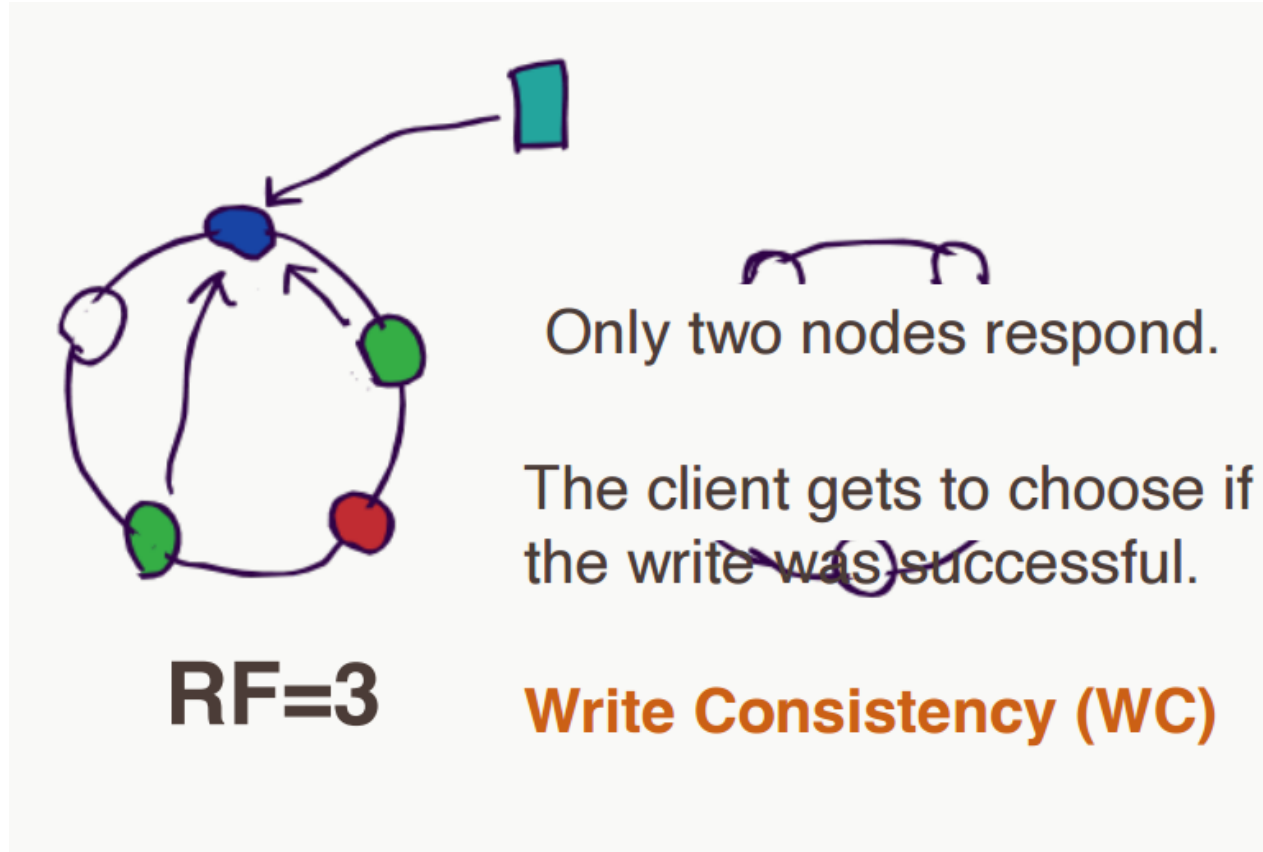 Only two nodes respond.
The client gets to choose if
the write was successful.
RF=3
Write Consistency (WC)